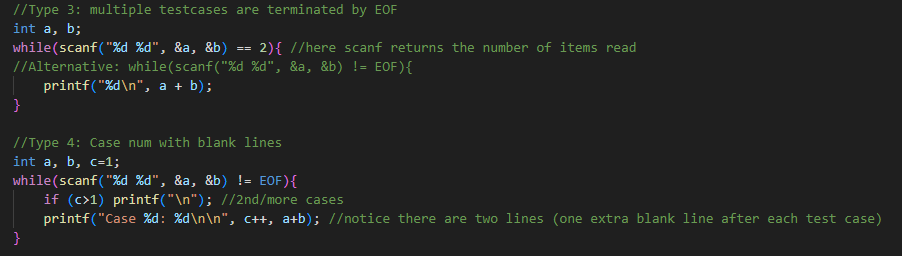 //Type 3: multiple testcases are terminated by EOF
int a, b;
while(scanf("%d %d", &a, &b) == 2){ //here scanf returns the number of items read
//Alternative: while(scanf("%d %d", &a, &b) != EOF){
    printf("%d\n", a + b);
}

//Type 4: Case num with blank lines
int a, b, c=1;
while(scanf("%d %d", &a, &b) != EOF){
    if (c>1) printf("\n"); //2nd/more cases
    printf("Case %d: %d\n\n", c++, a+b); //notice there are two lines (one extra blank line after each test case)
}